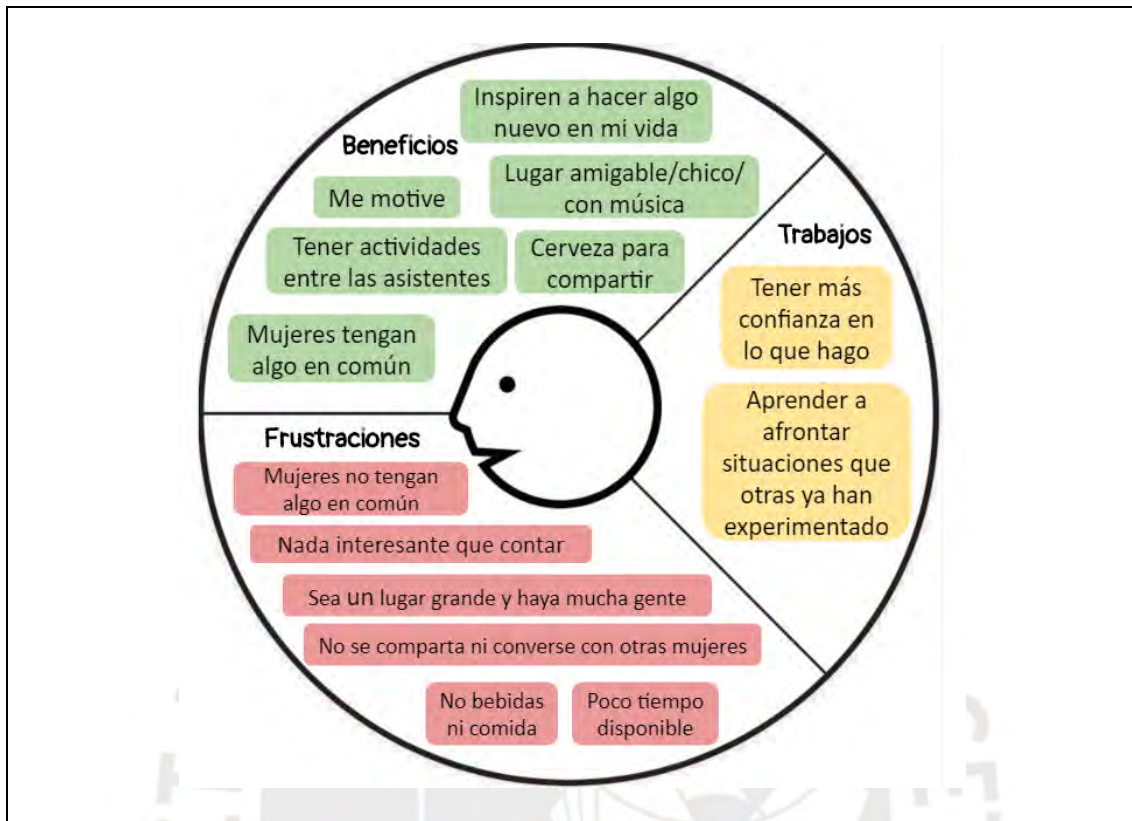 Beneficios
Inspiren a hacer algo
nuevo en mi vida
Me motive
Lugar amigable/chico/
con música
Tener actividades
entre las asistentes
Cerveza para
compartir
Mujeres tengan
algo en común
Trabajos
Tener más
confianza en
lo que hago
Aprender a
afrontar
situaciones que
otras ya han
experimentado
Frustraciones
Mujeres no tengan
algo en común
Nada interesante que contar
Sea un lugar grande y haya mucha gente
No se comparta ni converse con otras mujeres
No bebidas
ni comida
Poco tiempo
disponible